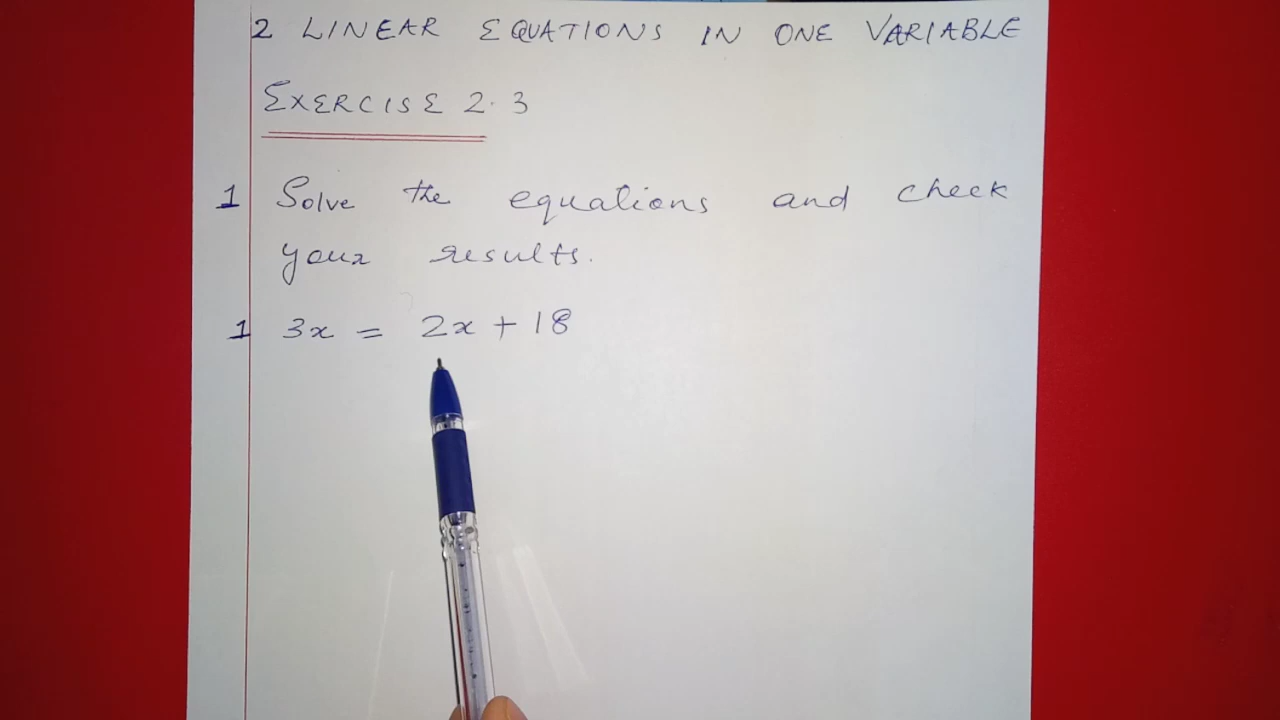 2 LINEAR EQUATIONS IN ONE VARIABLE
EXERCISE 2.3
1 Solve the equations and check
your results.
1 3x = 2x + 18